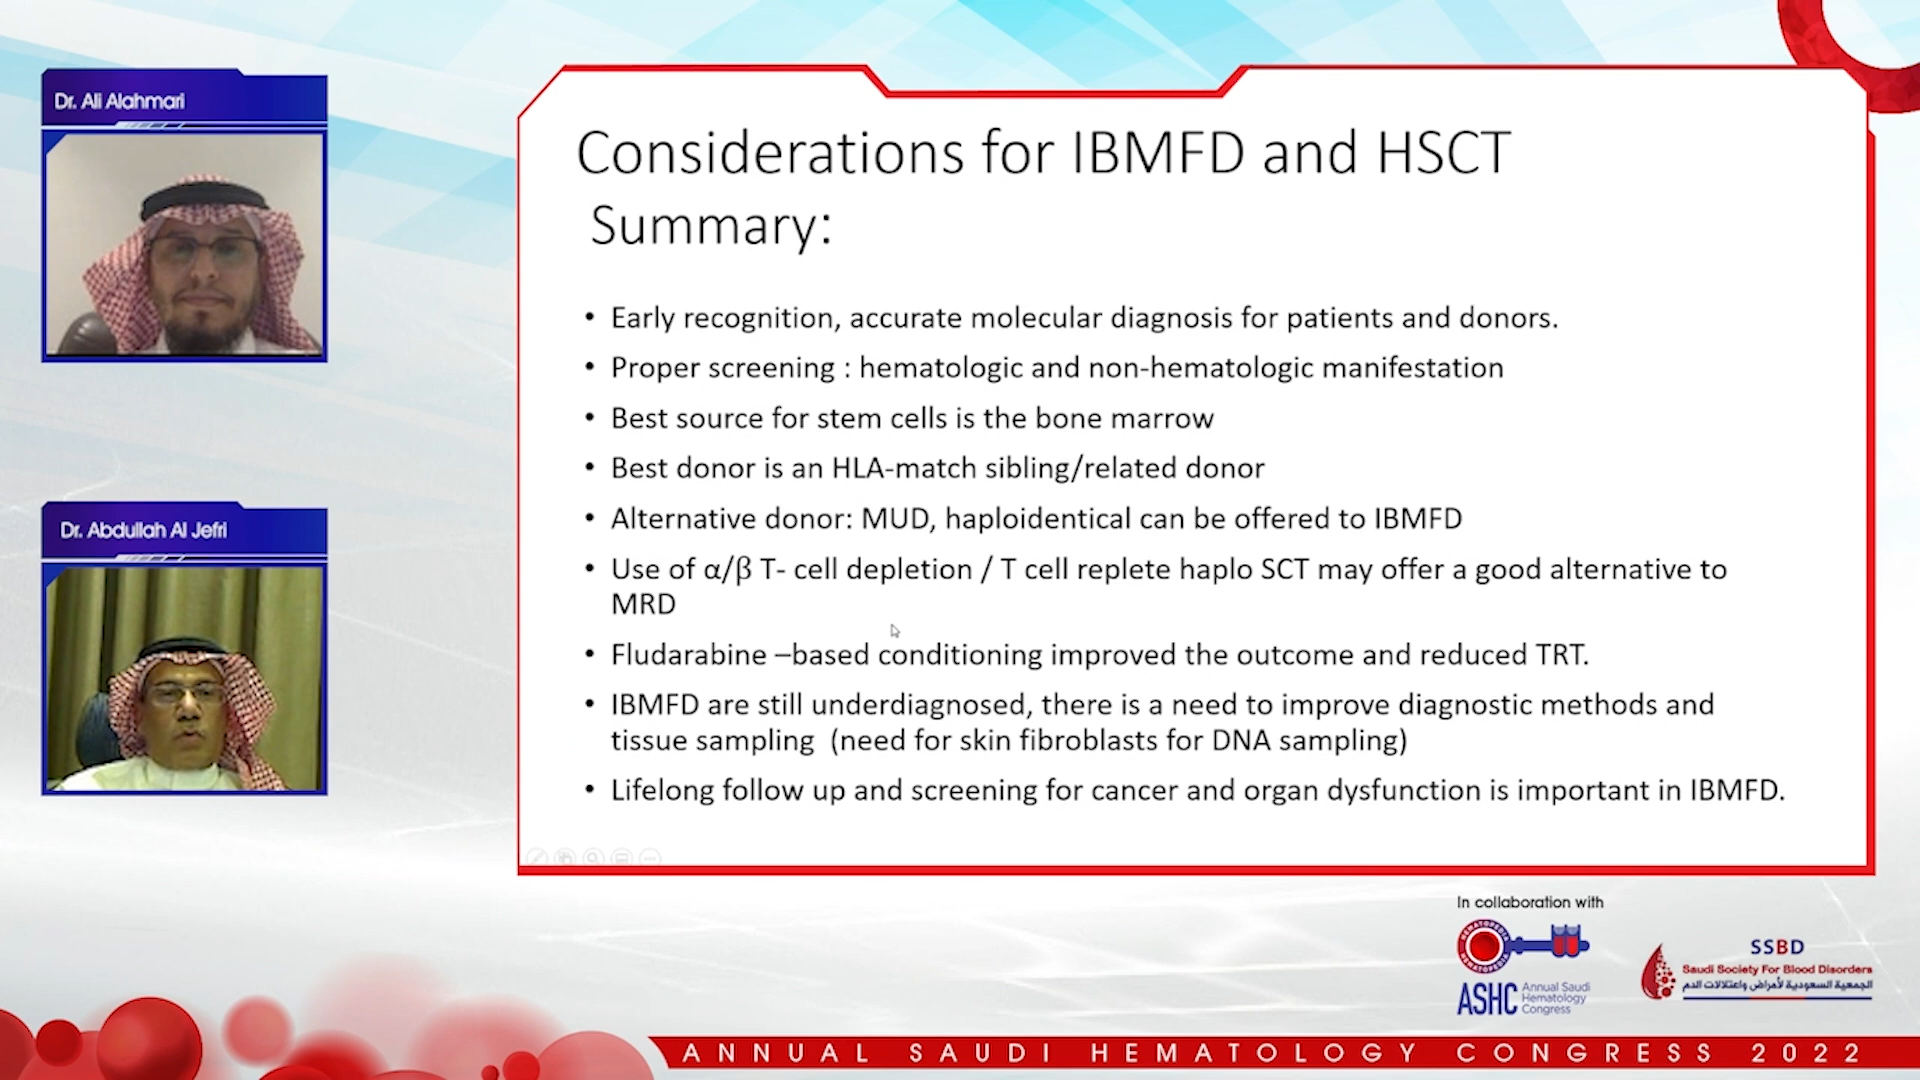 Dr. Ali Alahmari
Dr. Abdullah Al Jefri
Considerations for IBMFD and HSCT
Summary:
• Early recognition, accurate molecular diagnosis for patients and donors.
• Proper screening : hematologic and non-hematologic manifestation
• Best source for stem cells is the bone marrow
• Best donor is an HLA-match sibling/related donor
• Alternative donor: MUD, haploidentical can be offered to IBMFD
• Use of α/β T- cell depletion / T cell replete haplo SCT may offer a good alternative to
MRD
• Fludarabine –based conditioning improved the outcome and reduced TRT.
• IBMFD are still underdiagnosed, there is a need to improve diagnostic methods and
tissue sampling (need for skin fibroblasts for DNA sampling)
• Lifelong follow up and screening for cancer and organ dysfunction is important in IBMFD.
In collaboration with
HEMATOPEDIA
HEMATOPEDIA
ASHC
Annual Saudi
Hematology
Congress
SSBD
Saudi Society For Blood Disorders
الجمعية السعودية لأمراض واعتلالات الدم
ANNUAL SAUDI HEMATOLOGY CONGRESS 2022